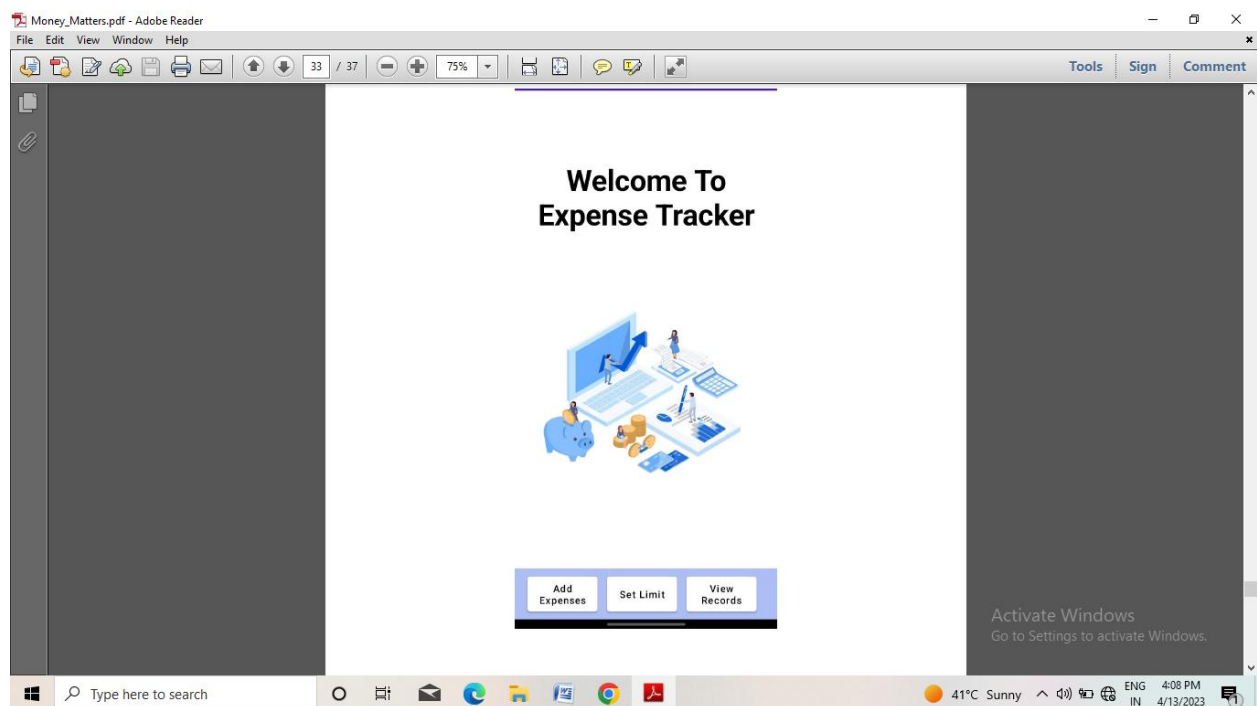 Money_Matters.pdf - Adobe Reader
File Edit View Window Help
33 / 37 75% Tools Sign Comment
Welcome To
Expense Tracker
Add
Expenses
Set Limit
View
Records
Activate Windows
Go to Settings to activate Windows.
Type here to search
41°C Sunny
ENG
IN
4:08 PM
4/13/2023